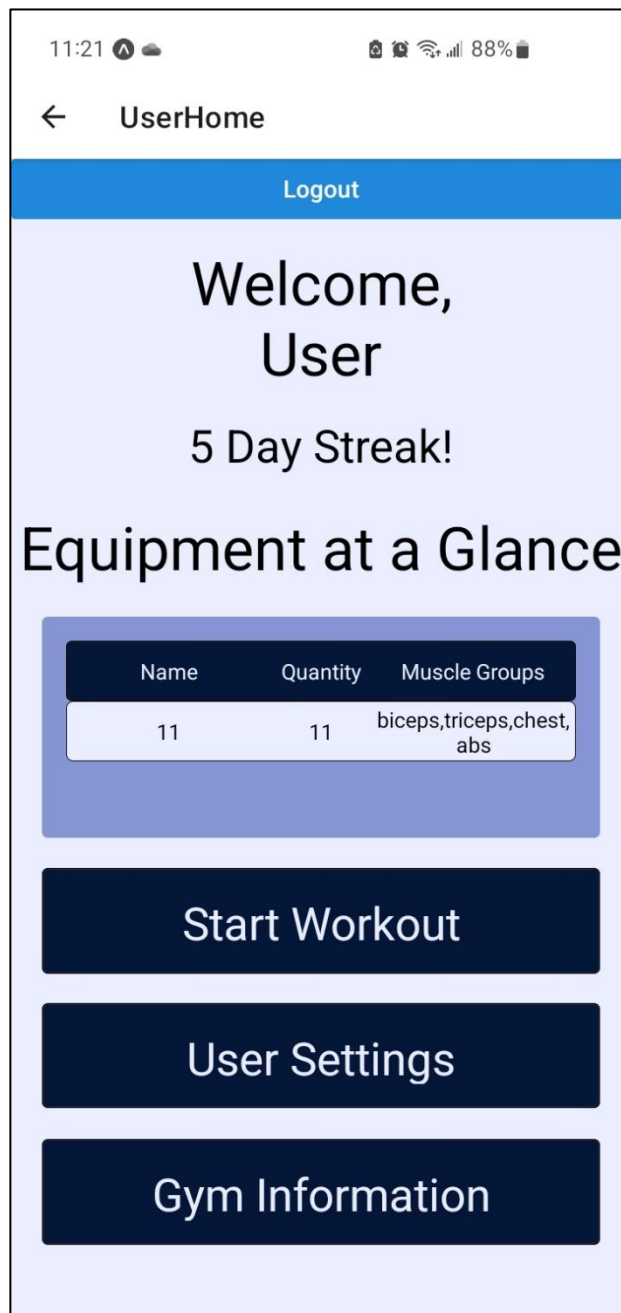 11:21 88%
UserHome
Logout
Welcome,
User
5 Day Streak!
Equipment at a Glance
Name Quantity Muscle Groups
11 11 biceps,triceps,chest,
abs
Start Workout
User Settings
Gym Information